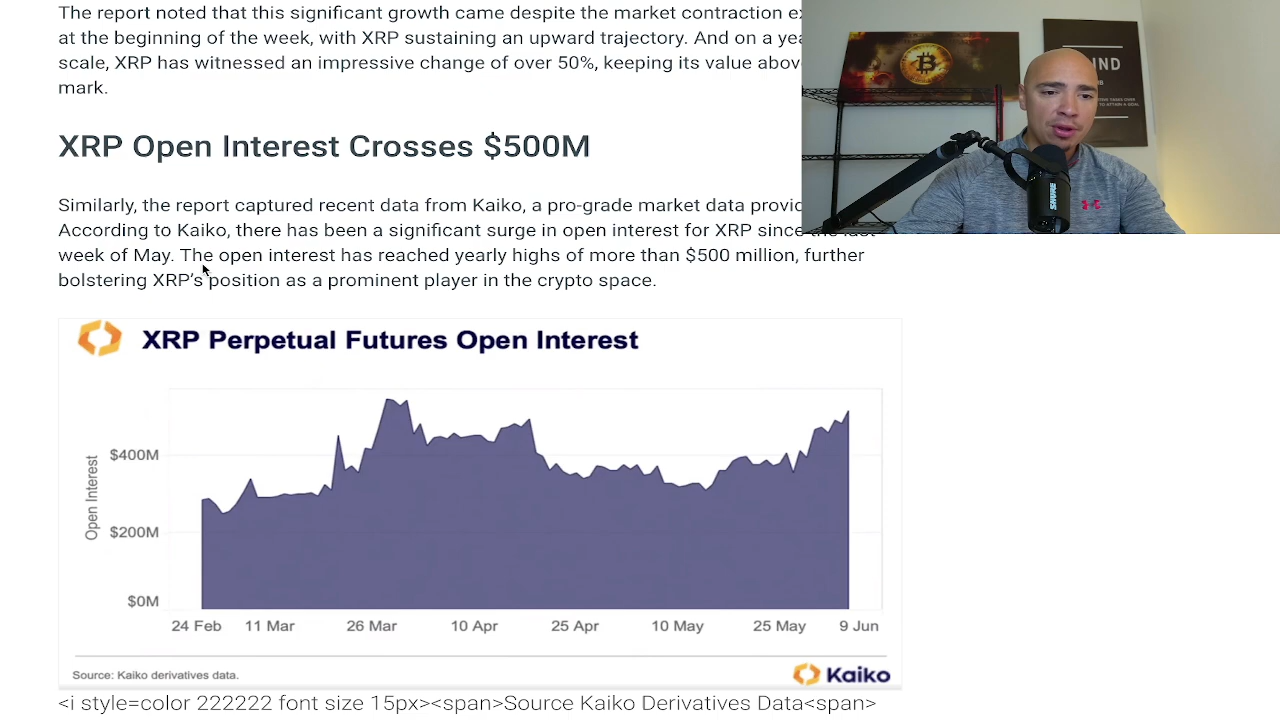 The report noted that this significant growth came despite the market contraction
at the beginning of the week, with XRP sustaining an upward trajectory. And on a
scale, XRP has witnessed an impressive change of over 50%, keeping its value
mark.
XRP Open Interest Crosses $500M
Similarly, the report captured recent data from Kaiko, a pro-grade market data
According to Kaiko, there has been a significant surge in open interest for XRP since
week of May. The open interest has reached yearly highs of more than $500 million, further
bolstering XRP's position as a prominent player in the crypto space.
XRP Perpetual Futures Open Interest
Open Interest
$400M
$200M
$0M
24 Feb 11 Mar 26 Mar 10 Apr 25 Apr 10 May 25 May 9 Jun
Source: Kaiko derivatives data.
Kaiko
<i style=color 222222 font size 15px><span>Source Kaiko Derivatives Data<span>
SHURE